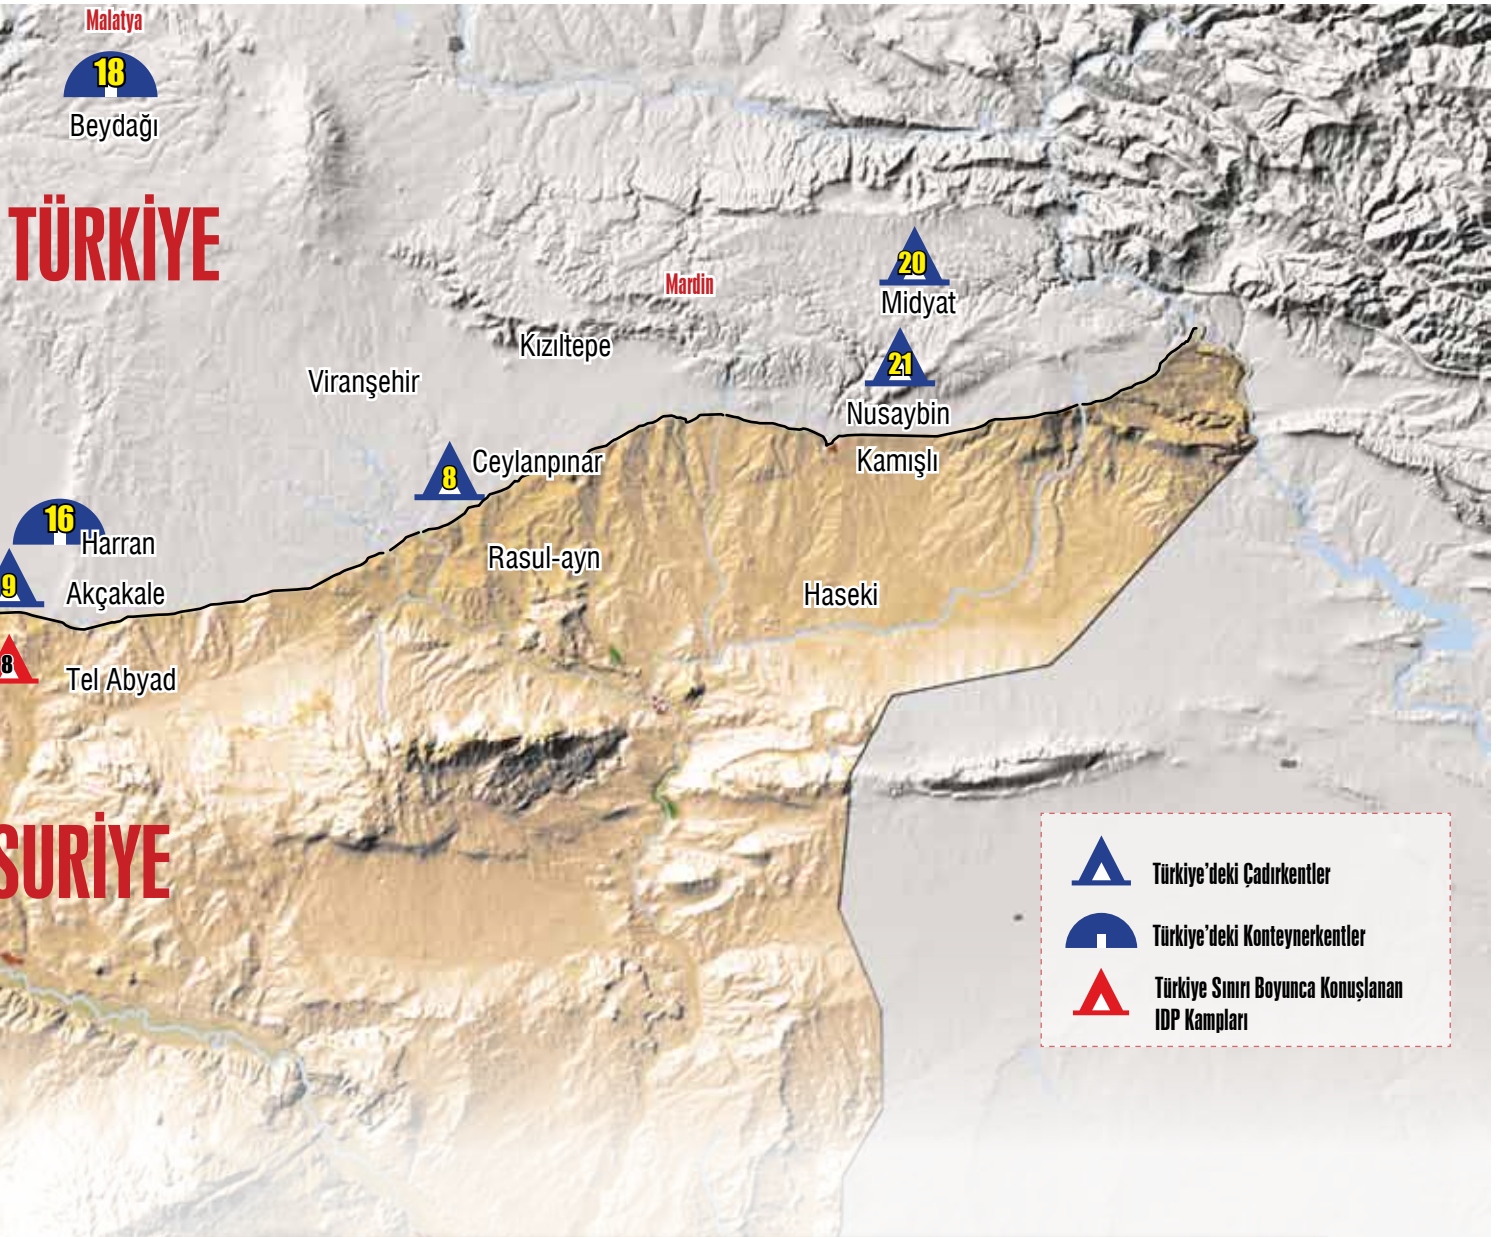 Malatya
18
Beydağı
TÜRKİYE
20
Midyat
Mardin
21
Nusaybin
Kızıltepe
Viranşehir
8
Ceylanpınar
Kamışlı
16
Harran
9
Akçakale
Rasul-ayn
Haseki
8
Tel Abyad
SURİYE
Türkiye'deki Çadırkentler
Türkiye'deki Konteynerkentler
Türkiye Sınırı Boyunca Konuşlanan
IDP Kampları